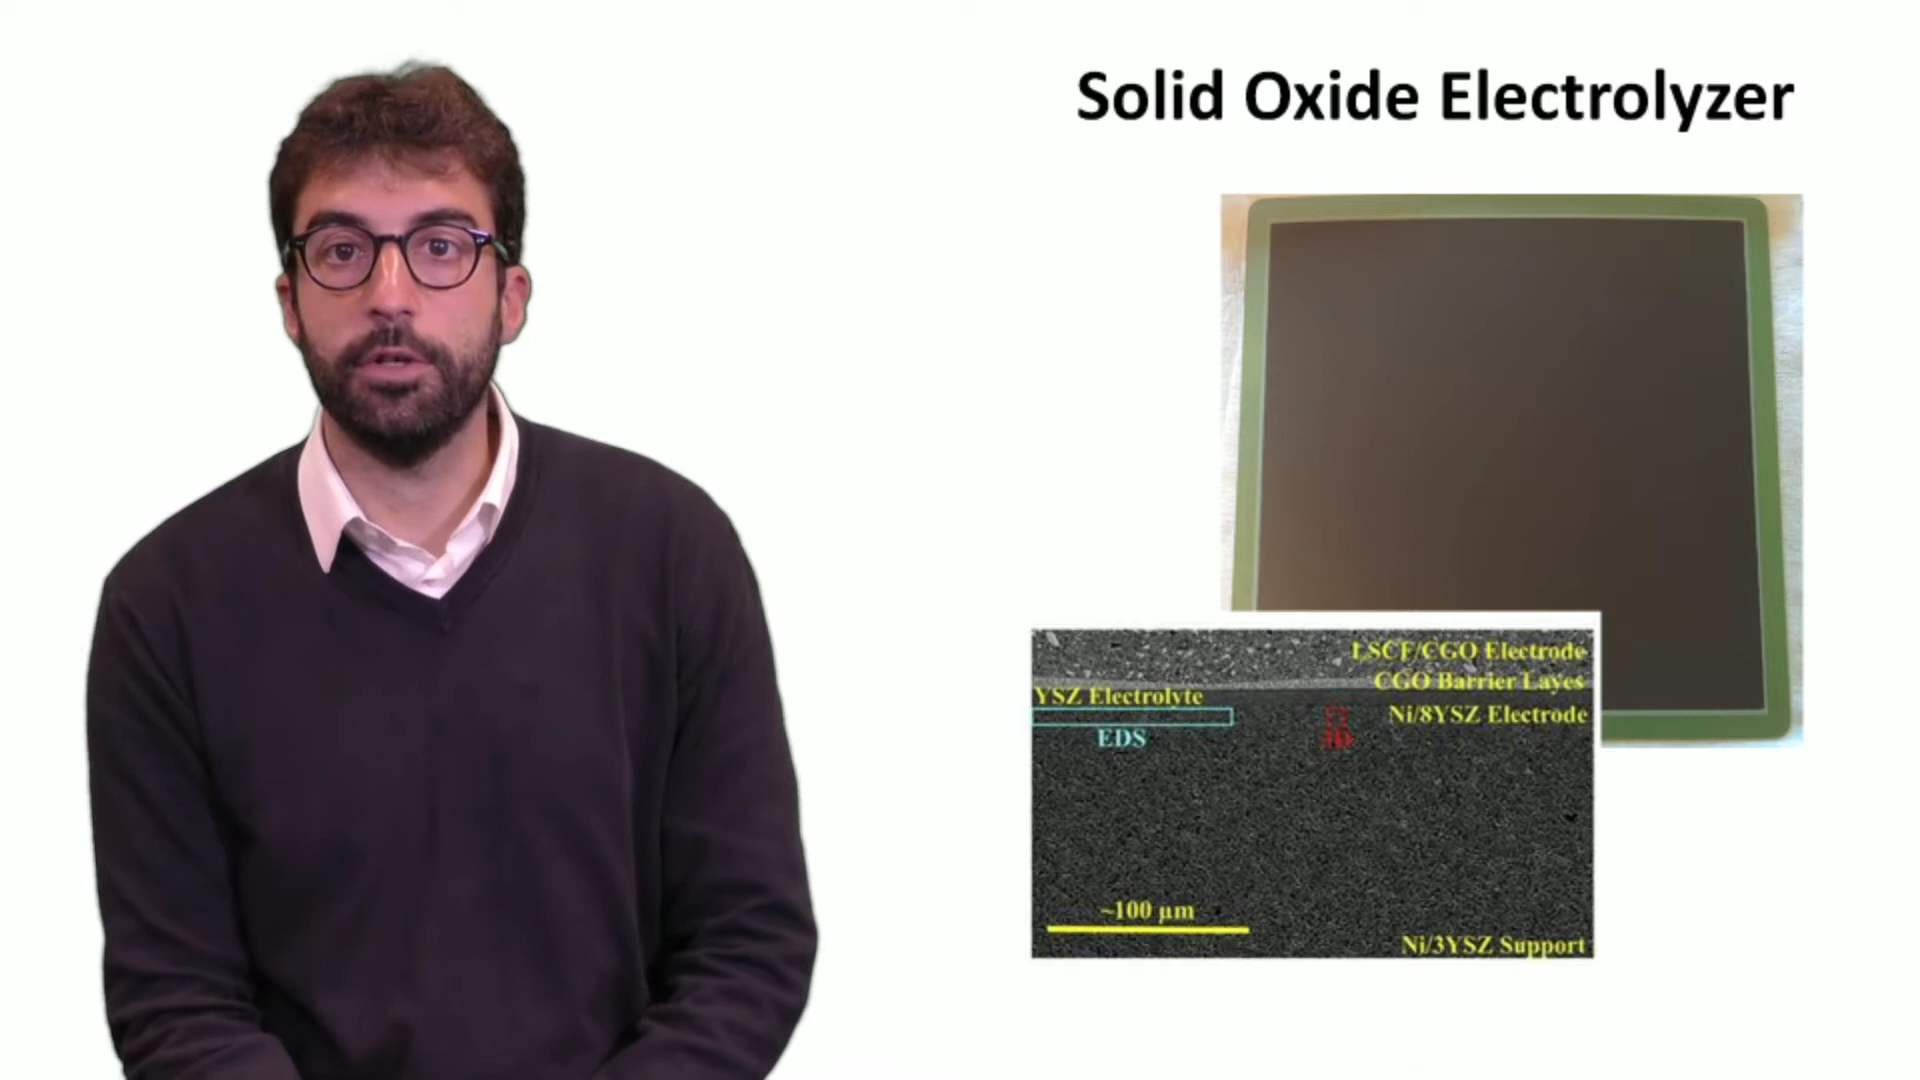 Solid Oxide Electrolyzer
LSCF/CGO Electrode
CGO Barrier Layes
YSZ Electrolyte
Ni/8YSZ Electrode
EDS
3D
~100 µm
Ni/3YSZ Support